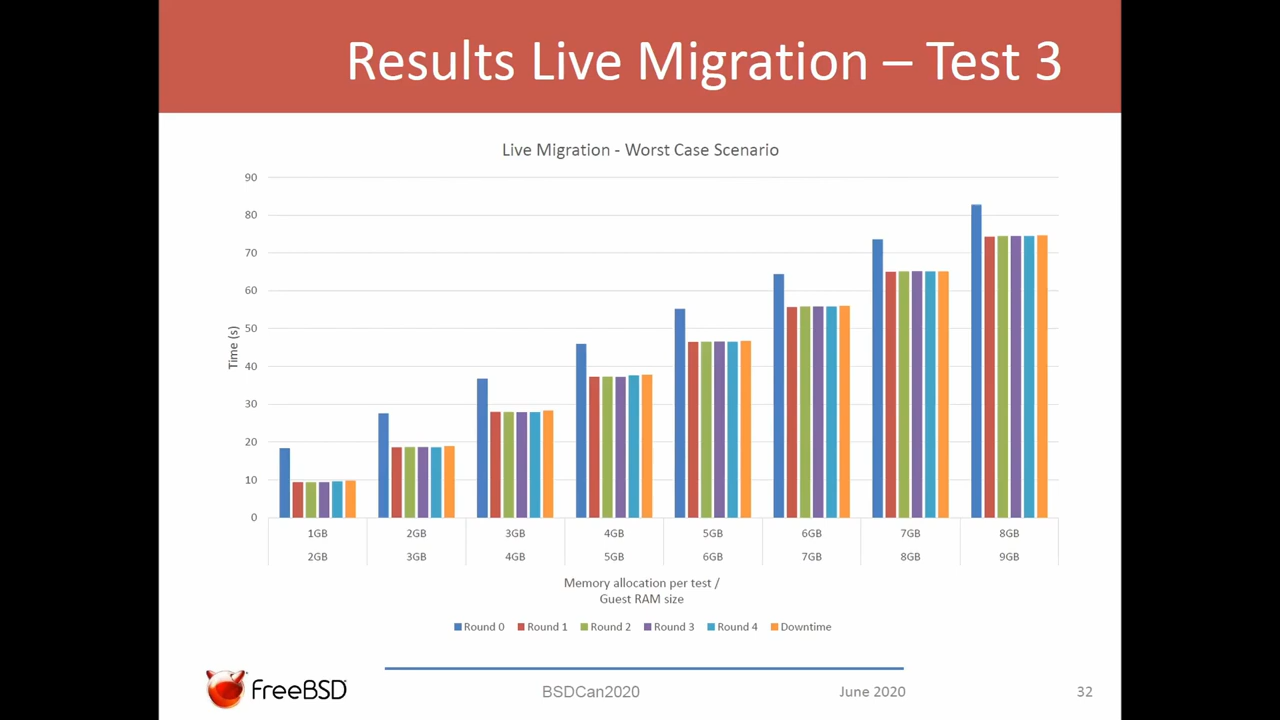 Results Live Migration – Test 3
Live Migration - Worst Case Scenario
90
80
70
60
50
40
30
20
10
0
Time (s)
1GB 2GB 3GB 4GB 5GB 6GB 7GB 8GB
2GB 3GB 4GB 5GB 6GB 7GB 8GB 9GB
Memory allocation per test /
Guest RAM size
Round 0 Round 1 Round 2 Round 3 Round 4 Downtime
FreeBSD BSDCan2020 June 2020 32